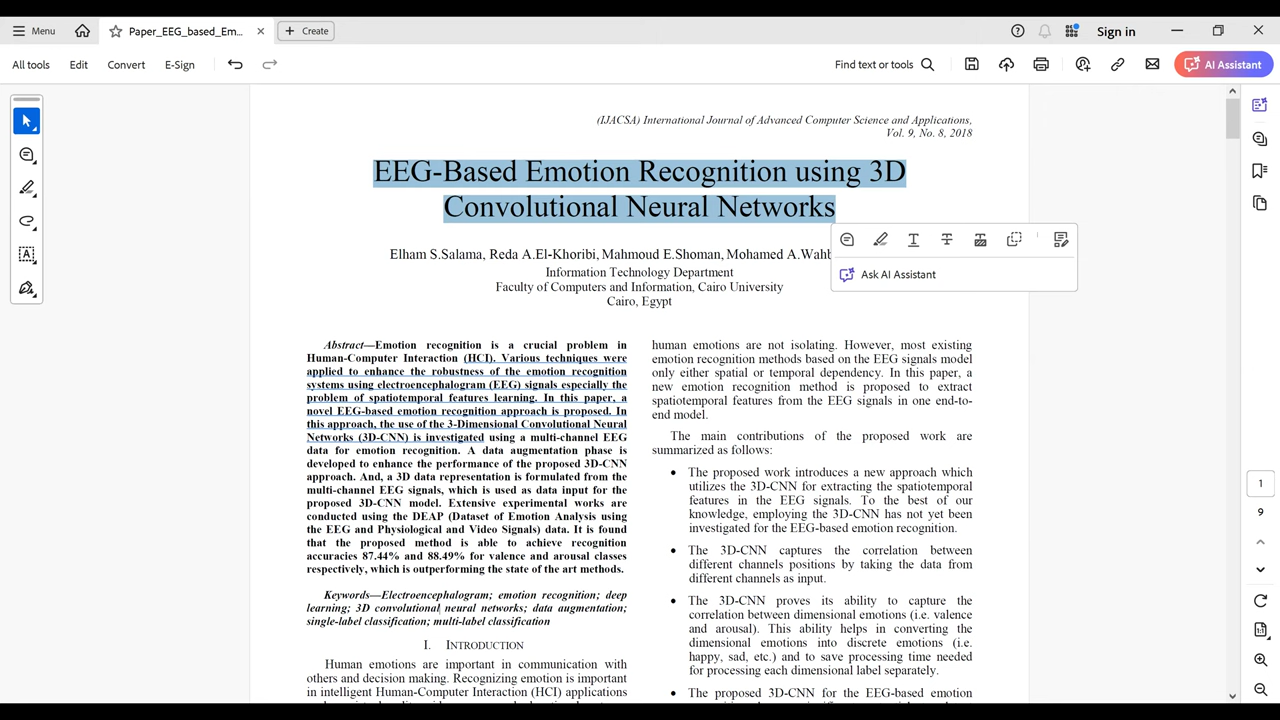 Menu
Paper_EEG_based_Em...
Create
Sign in
All tools
Edit
Convert
E-Sign
Find text or tools
AI Assistant
(IJACSA) International Journal of Advanced Computer Science and Applications,
Vol. 9, No. 8, 2018
EEG-Based Emotion Recognition using 3D
Convolutional Neural Networks
Ask AI Assistant
Elham S.Salama, Reda A.El-Khoribi, Mahmoud E.Shoman, Mohamed
Information Technology Department
Faculty of Computers and Information, Cairo University
Cairo, Egypt
Abstract—Emotion recognition is a crucial problem in
Human-Computer Interaction (HCI). Various techniques were
applied to enhance the robustness of the emotion recognition
systems using electroencephalogram (EEG) signals especially the
problem of spatiotemporal features learning. In this paper, a
novel EEG-based emotion recognition approach is proposed. In
this approach, the use of the 3-Dimensional Convolutional Neural
Networks (3D-CNN) is investigated using a multi-channel EEG
data for emotion recognition. A data augmentation phase is
developed to enhance the performance of the proposed 3D-CNN
approach. And, a 3D data representation is formulated from the
multi-channel EEG signals, which is used as data input for the
proposed 3D-CNN model. Extensive experimental works are
conducted using the DEAP (Dataset of Emotion Analysis using
the EEG and Physiological and Video Signals) data. It is found
that the proposed method is able to achieve recognition
accuracies 87.44% and 88.49% for valence and arousal classes
respectively, which is outperforming the state of the art methods.
Keywords—Electroencephalogram; emotion recognition; deep
learning; 3D convolutional neural networks; data augmentation;
single-label classification; multi-label classification
I. INTRODUCTION
Human emotions are important in communication with
others and decision making. Recognizing emotion is important
in intelligent Human-Computer Interaction (HCI) applications
human emotions are not isolating. However, most existing
emotion recognition methods based on the EEG signals model
only either spatial or temporal dependency. In this paper, a
new emotion recognition method is proposed to extract
spatiotemporal features from the EEG signals in one end-to-
end model.
The main contributions of the proposed work are
summarized as follows:
• The proposed work introduces a new approach which
utilizes the 3D-CNN for extracting the spatiotemporal
features in the EEG signals. To the best of our
knowledge, employing the 3D-CNN has not yet been
investigated for the EEG-based emotion recognition.
• The 3D-CNN captures the correlation between
different channels positions by taking the data from
different channels as input.
• The 3D-CNN proves its ability to capture the
correlation between dimensional emotions (i.e. valence
and arousal). This ability helps in converting the
dimensional emotions into discrete emotions (i.e.
happy, sad, etc.) and to save processing time needed
for processing each dimensional label separately.
• The proposed 3D-CNN for the EEG-based emotion
1
9